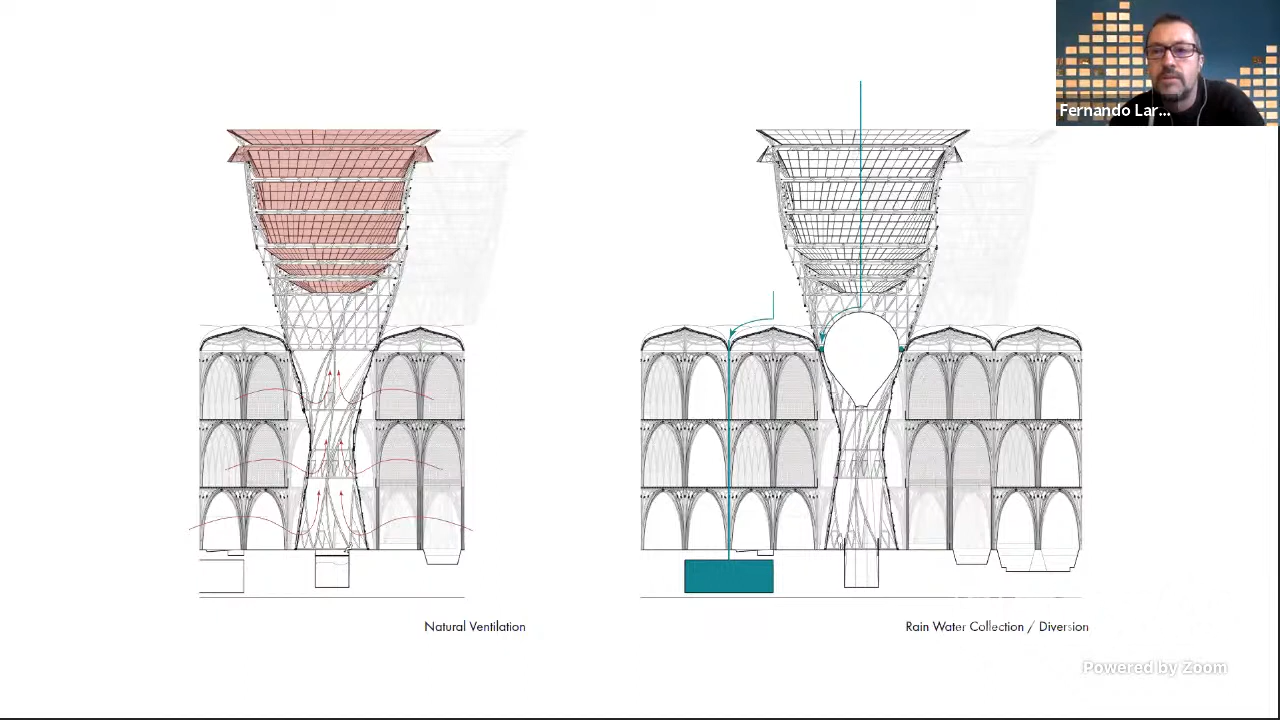 Fernando Lar...
Natural Ventilation
Rain Water Collection / Diversion
Powered by Zoom